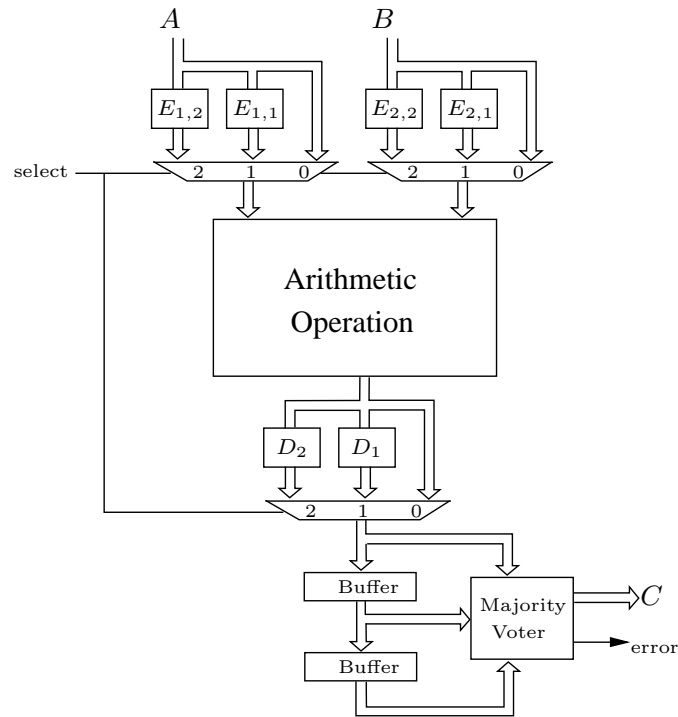 A B
E1,2 E1,1 E2,2 E2,1
select 2 1 0 2 1 0
Arithmetic
Operation
D2 D1
2 1 0
Buffer
Majority
Voter
C
error
Buffer